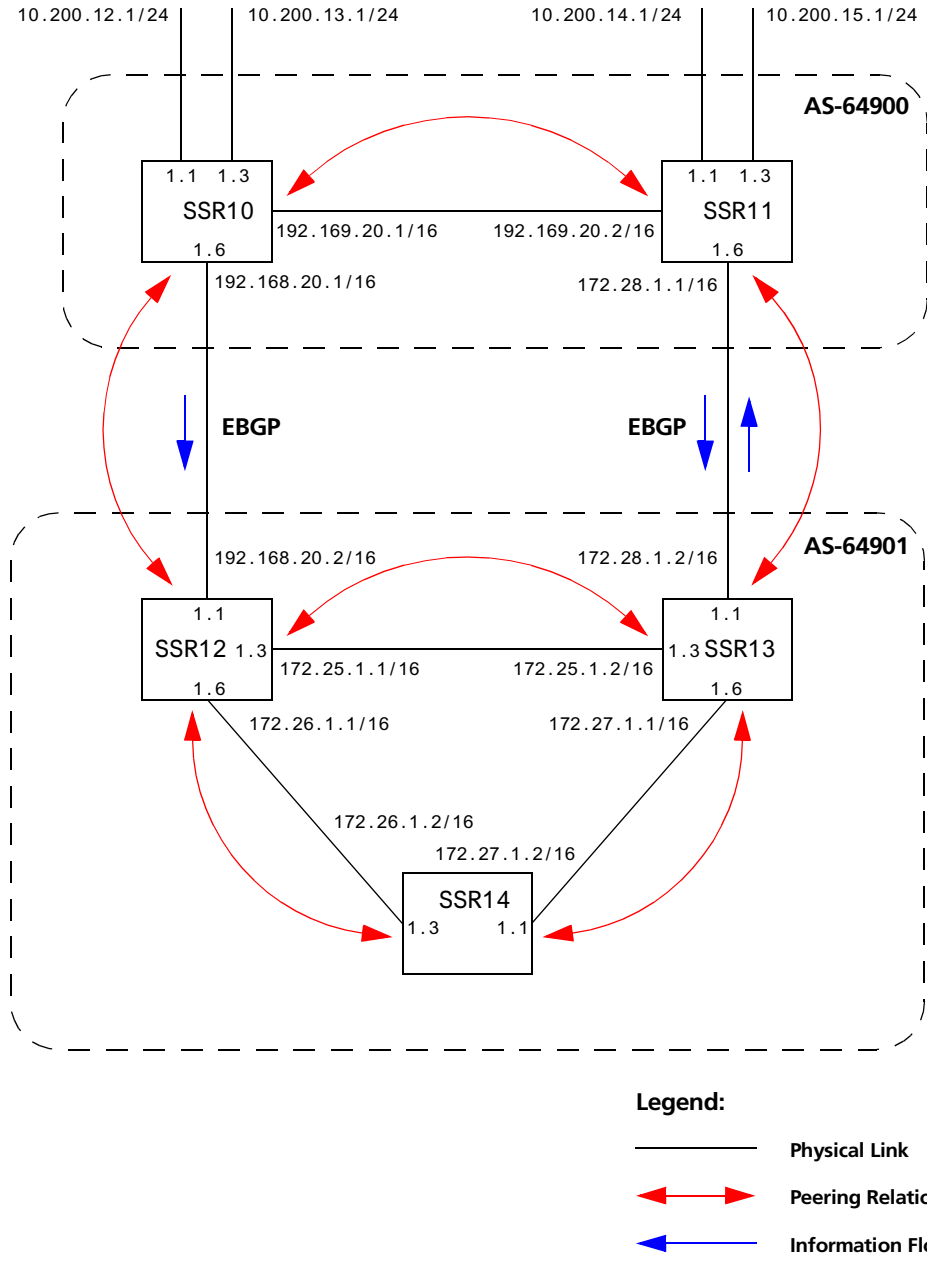 10.200.12.1/24
10.200.13.1/24
10.200.14.1/24
10.200.15.1/24
AS-64900
1.1 1.3
SSR10
1.6
1.1 1.3
SSR11
1.6
192.169.20.1/16
192.169.20.2/16
192.168.20.1/16
172.28.1.1/16
EBGP
EBGP
192.168.20.2/16
172.28.1.2/16
AS-64901
1.1
SSR12 1.3
1.6
1.1
1.3 SSR13
1.6
172.25.1.1/16
172.25.1.2/16
172.26.1.1/16
172.27.1.1/16
172.26.1.2/16
172.27.1.2/16
SSR14
1.3 1.1
Legend:
Physical Link
Peering
Information